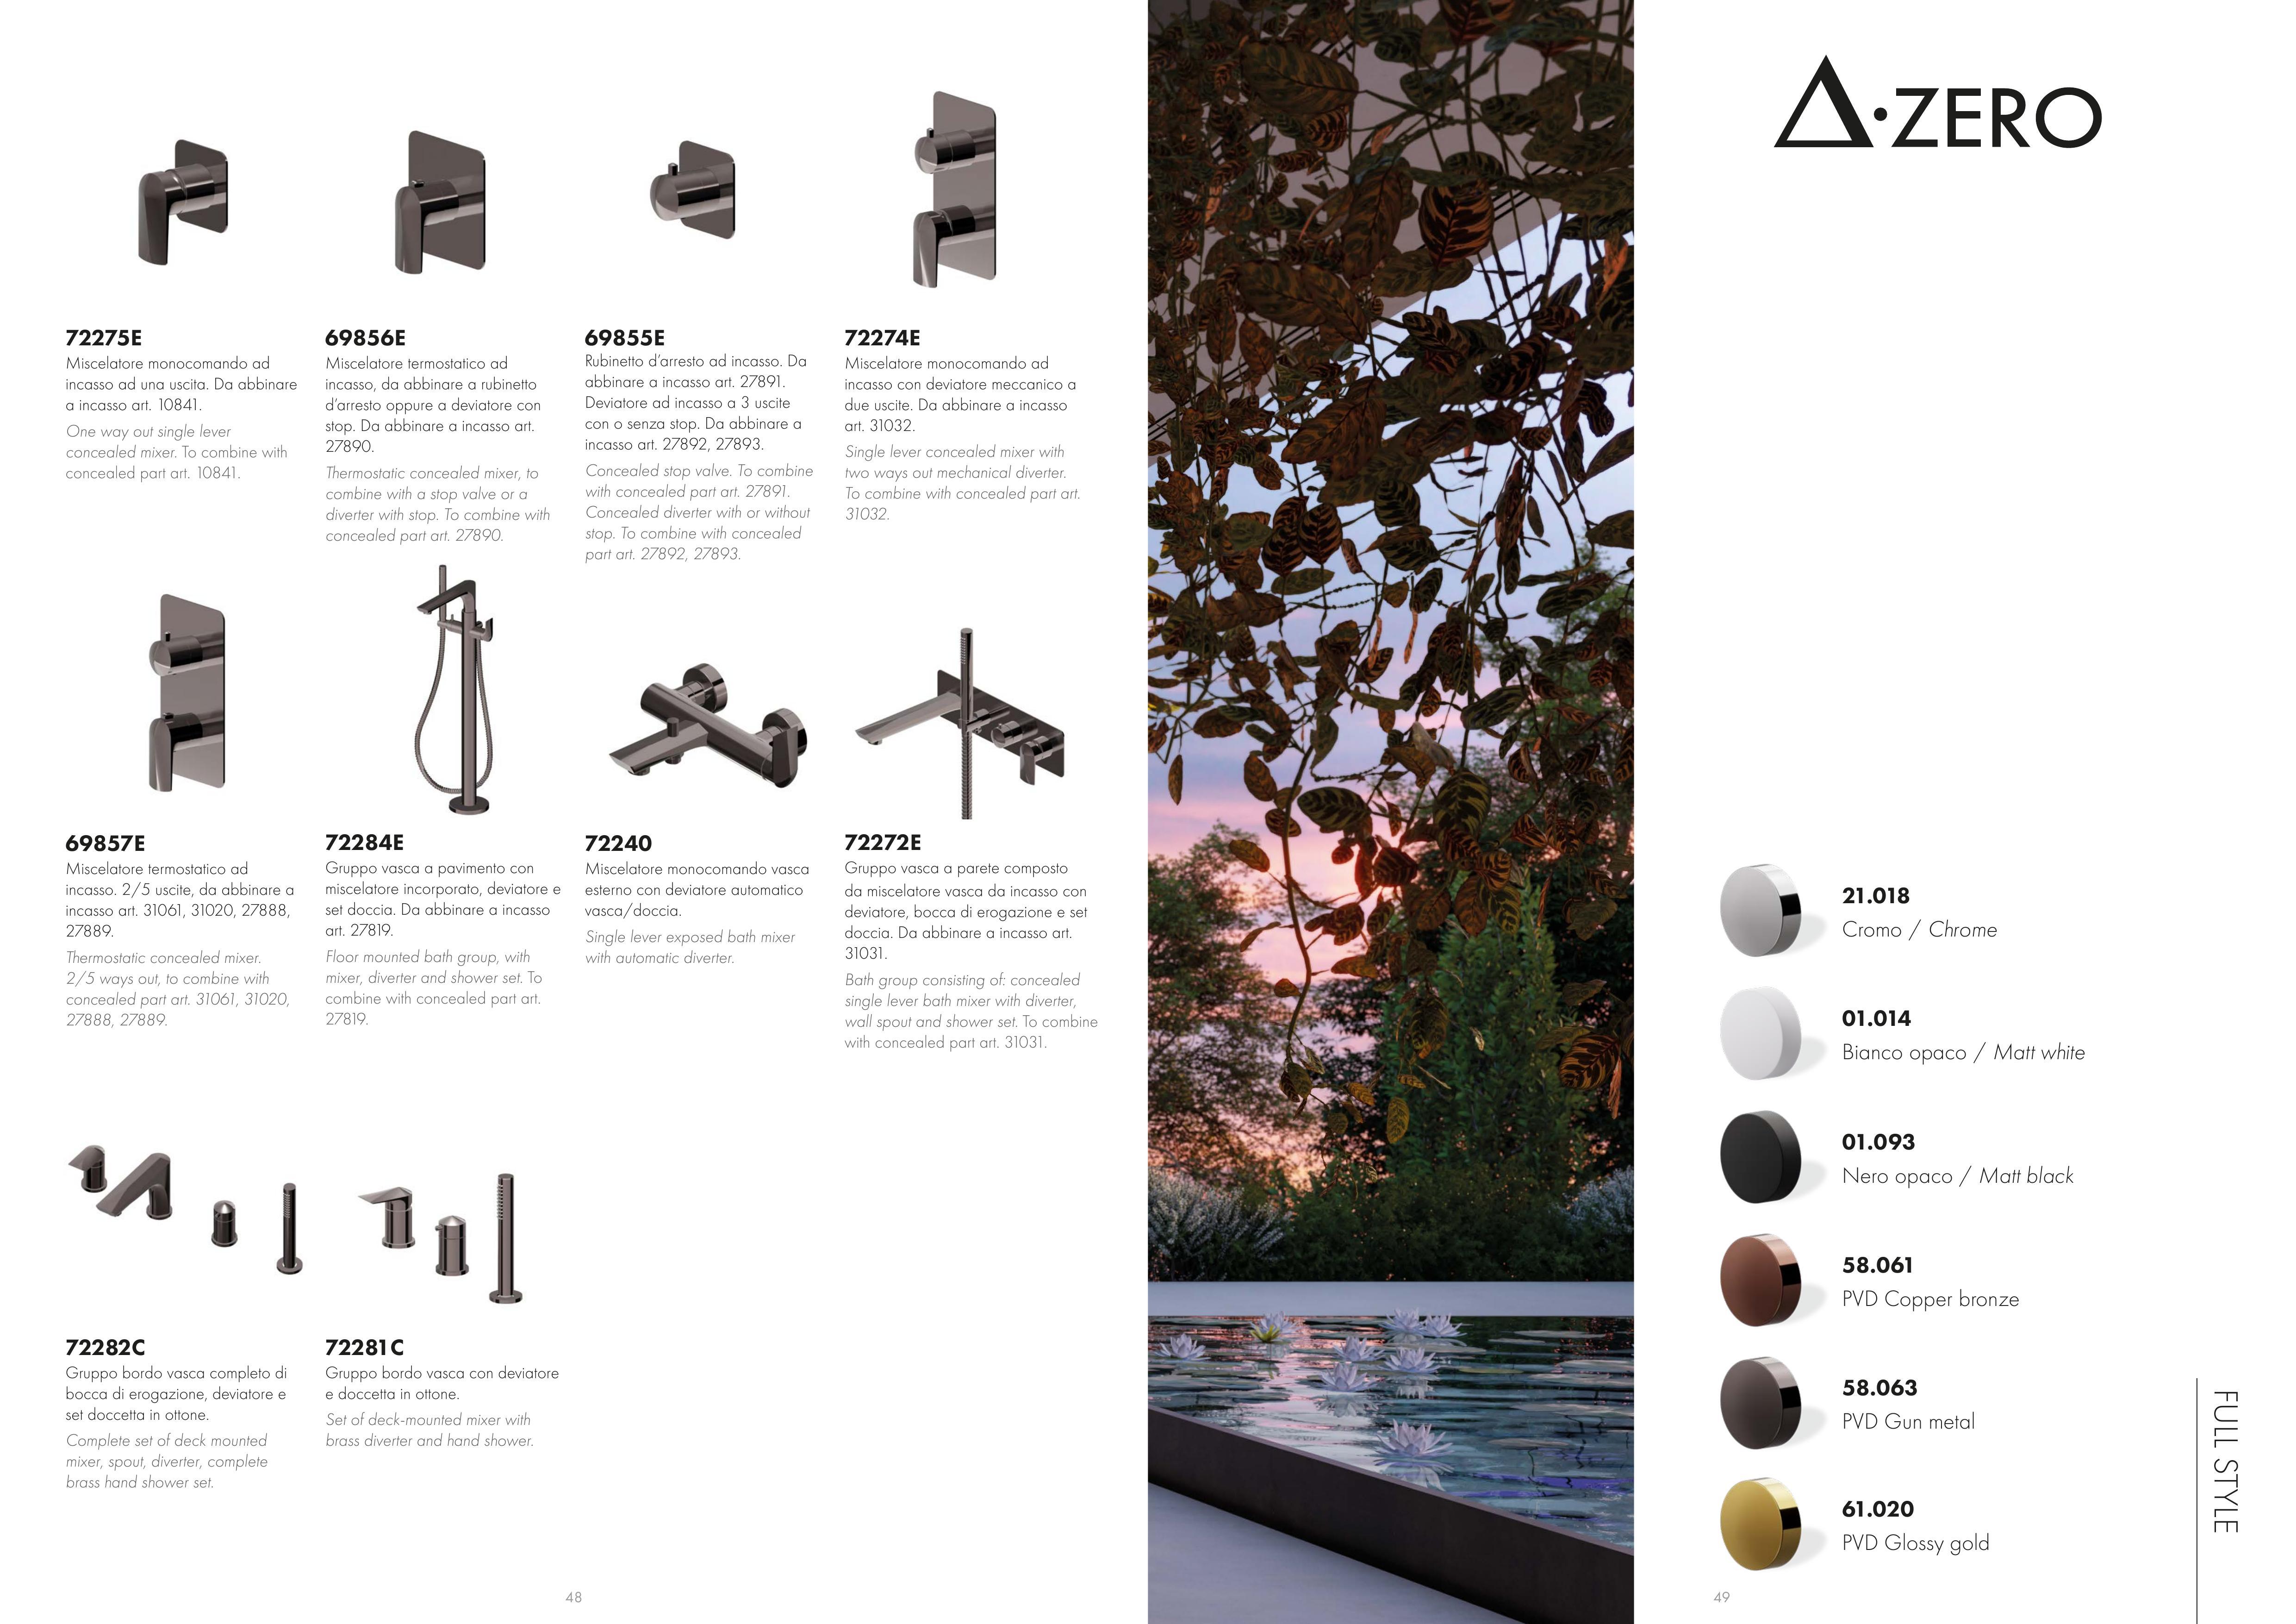 72275E
Miscelatore monocomando ad
incasso ad una uscita. Da abbinare
a incasso art. 10841.
One way out single lever
concealed mixer. To combine with
concealed part art. 10841.
69856E
Miscelatore termostatico ad
incasso, da abbinare a rubinetto
d’arresto oppure a deviatore con
stop. Da abbinare a incasso art.
27890.
Thermostatic concealed mixer, to
combine with a stop valve or a
diverter with stop. To combine with
concealed part art. 27890.
69855E
Rubinetto d’arresto ad incasso. Da
abbinare a incasso art. 27891.
Deviatore ad incasso a 3 uscite
con o senza stop. Da abbinare a
incasso art. 27892, 27893.
Concealed stop valve. To combine
with concealed part art. 27891.
Concealed diverter with or without
stop. To combine with concealed
part art. 27892, 27893.
72274E
Miscelatore monocomando ad
incasso con deviatore meccanico a
due uscite. Da abbinare a incasso
art. 31032.
Single lever concealed mixer with
two ways out mechanical diverter.
To combine with concealed part art.
31032.
69857E
Miscelatore termostatico ad
incasso. 2/5 uscite, da abbinare a
incasso art. 31061, 31020, 27888,
27889.
Thermostatic concealed mixer.
2/5 ways out, to combine with
concealed part art. 31061, 31020,
27888, 27889.
72284E
Gruppo vasca a pavimento con
miscelatore incorporato, deviatore e
set doccia. Da abbinare a incasso
art. 27819.
Floor mounted bath group, with
mixer, diverter and shower set. To
combine with concealed part art.
27819.
72240
Miscelatore monocomando vasca
esterno con deviatore automatico
vasca/doccia.
Single lever exposed bath mixer
with automatic diverter.
72272E
Gruppo vasca a parete composto
da miscelatore vasca da incasso con
deviatore, bocca di erogazione e set
doccia. Da abbinare a incasso art.
31031.
Bath group consisting of: concealed
single lever bath mixer with diverter,
wall spout and shower set. To combine
with concealed part art. 31031.
72282C
Gruppo bordo vasca completo di
bocca di erogazione, deviatore e
set doccetta in ottone.
Complete set of deck mounted
mixer, spout, diverter, complete
brass hand shower set.
72281C
Gruppo bordo vasca con deviatore
e doccetta in ottone.
Set of deck-mounted mixer with
brass diverter and hand shower.
48
Δ·ZERO
21.018
Cromo / Chrome
01.014
Bianco opaco / Matt white
01.093
Nero opaco / Matt black
58.061
PVD Copper bronze
58.063
PVD Gun metal
61.020
PVD Glossy gold
FULL STYLE
49